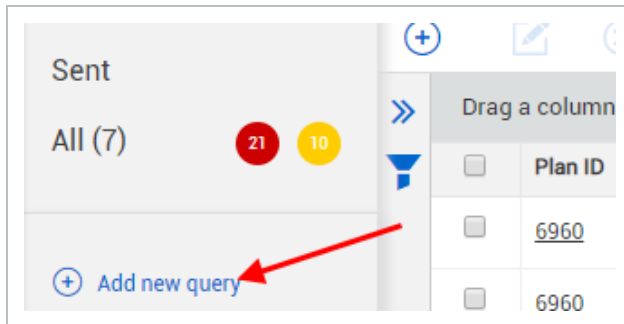 Sent
All (7)
21
10
Add new query
Drag a column
Plan ID
6960
6960